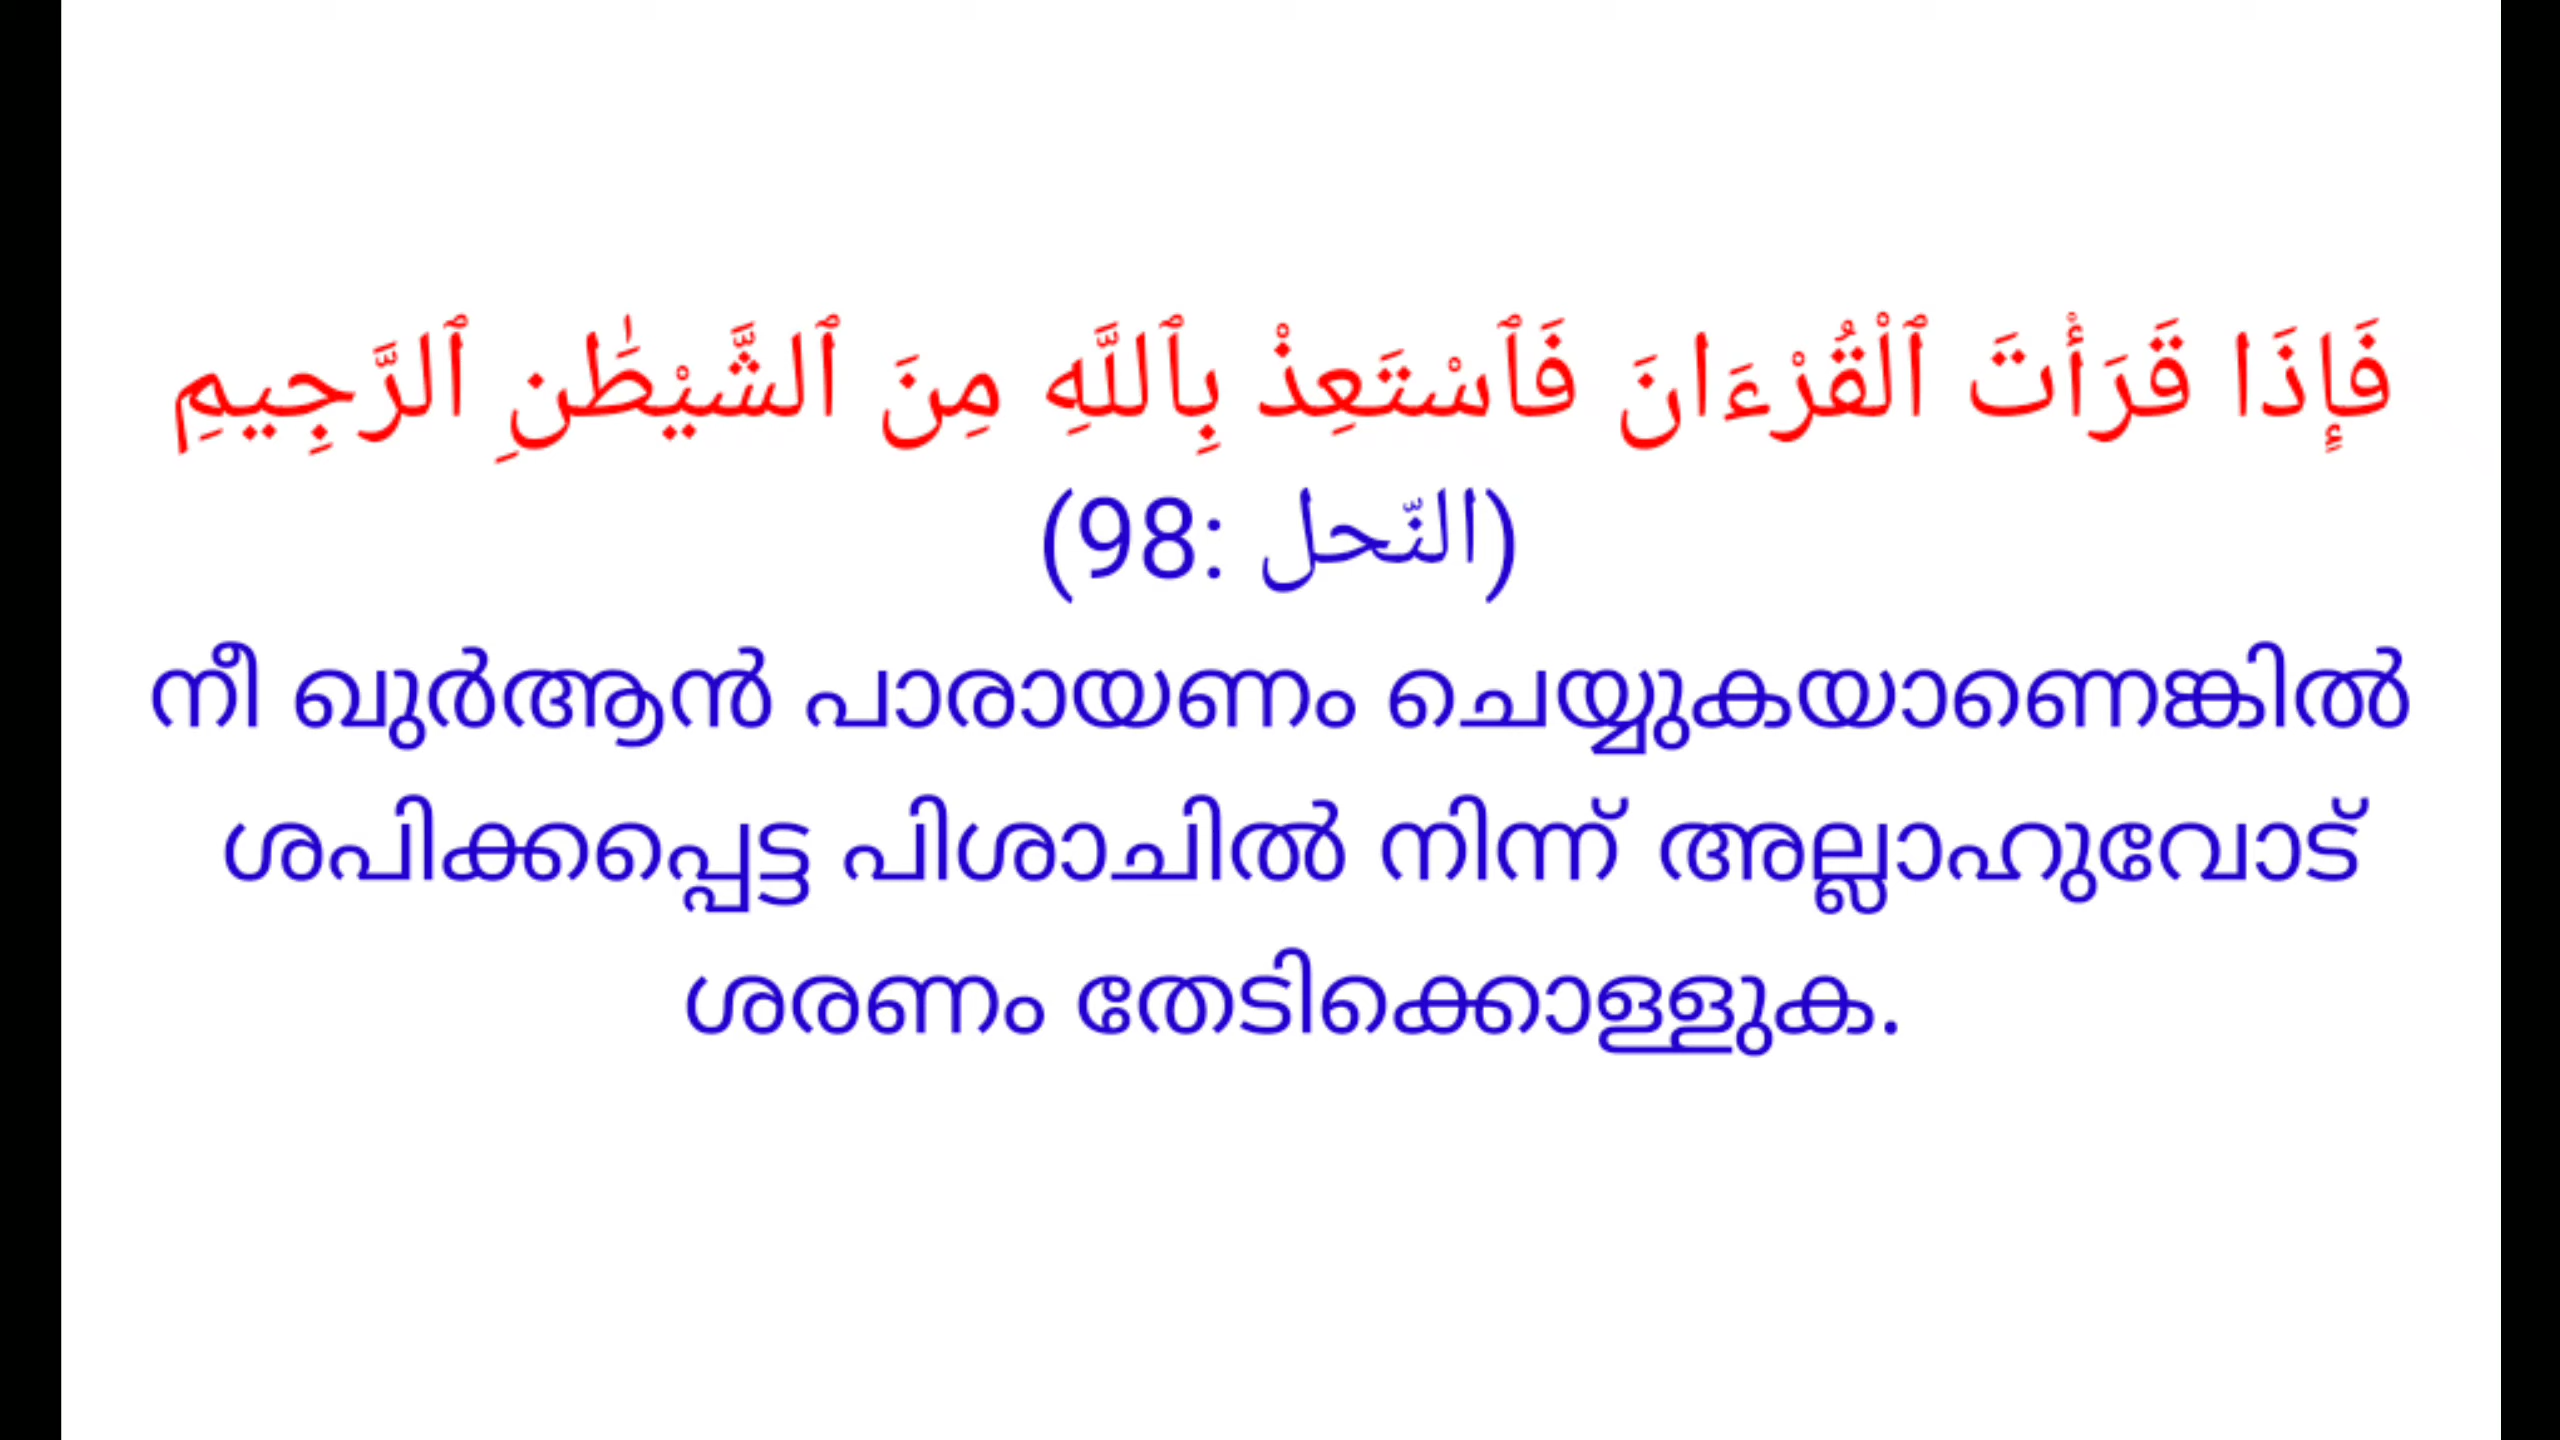 فَإِذَا قَرَأْتَ ٱلْقُرْءَانَ فَٱسْتَعِذْ بِٱللَّهِ مِنَ ٱلشَّيْطَٰنِ ٱلرَّجِيمِ
(النّحل :98)
നീ ഖുർആൻ പാരായണം ചെയ്യുകയാണെങ്കിൽ
ശപിക്കപ്പെട്ട പിശാചിൽ നിന്ന് അല്ലാഹുവോട്
ശരണം തേടിക്കൊള്ളുക.